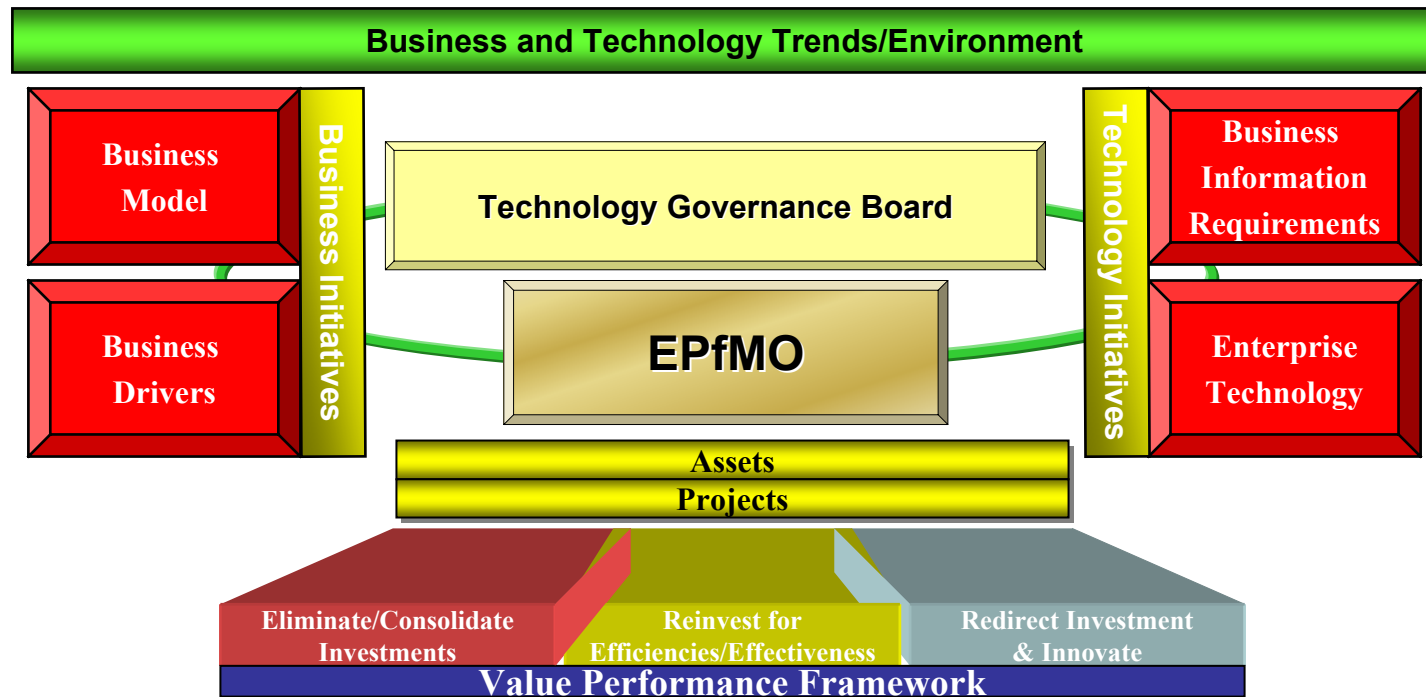 Business and Technology Trends/Environment
Business
Model
Business Initiatives
Technology Governance Board
Technology Initiatives
Business
Information
Requirements
Business
Drivers
EPfMO
Enterprise
Technology
Assets
Projects
Eliminate/Consolidate
Investments
Reinvest for
Efficiencies/Effectiveness
Redirect Investment
& Innovate
Value Performance Framework